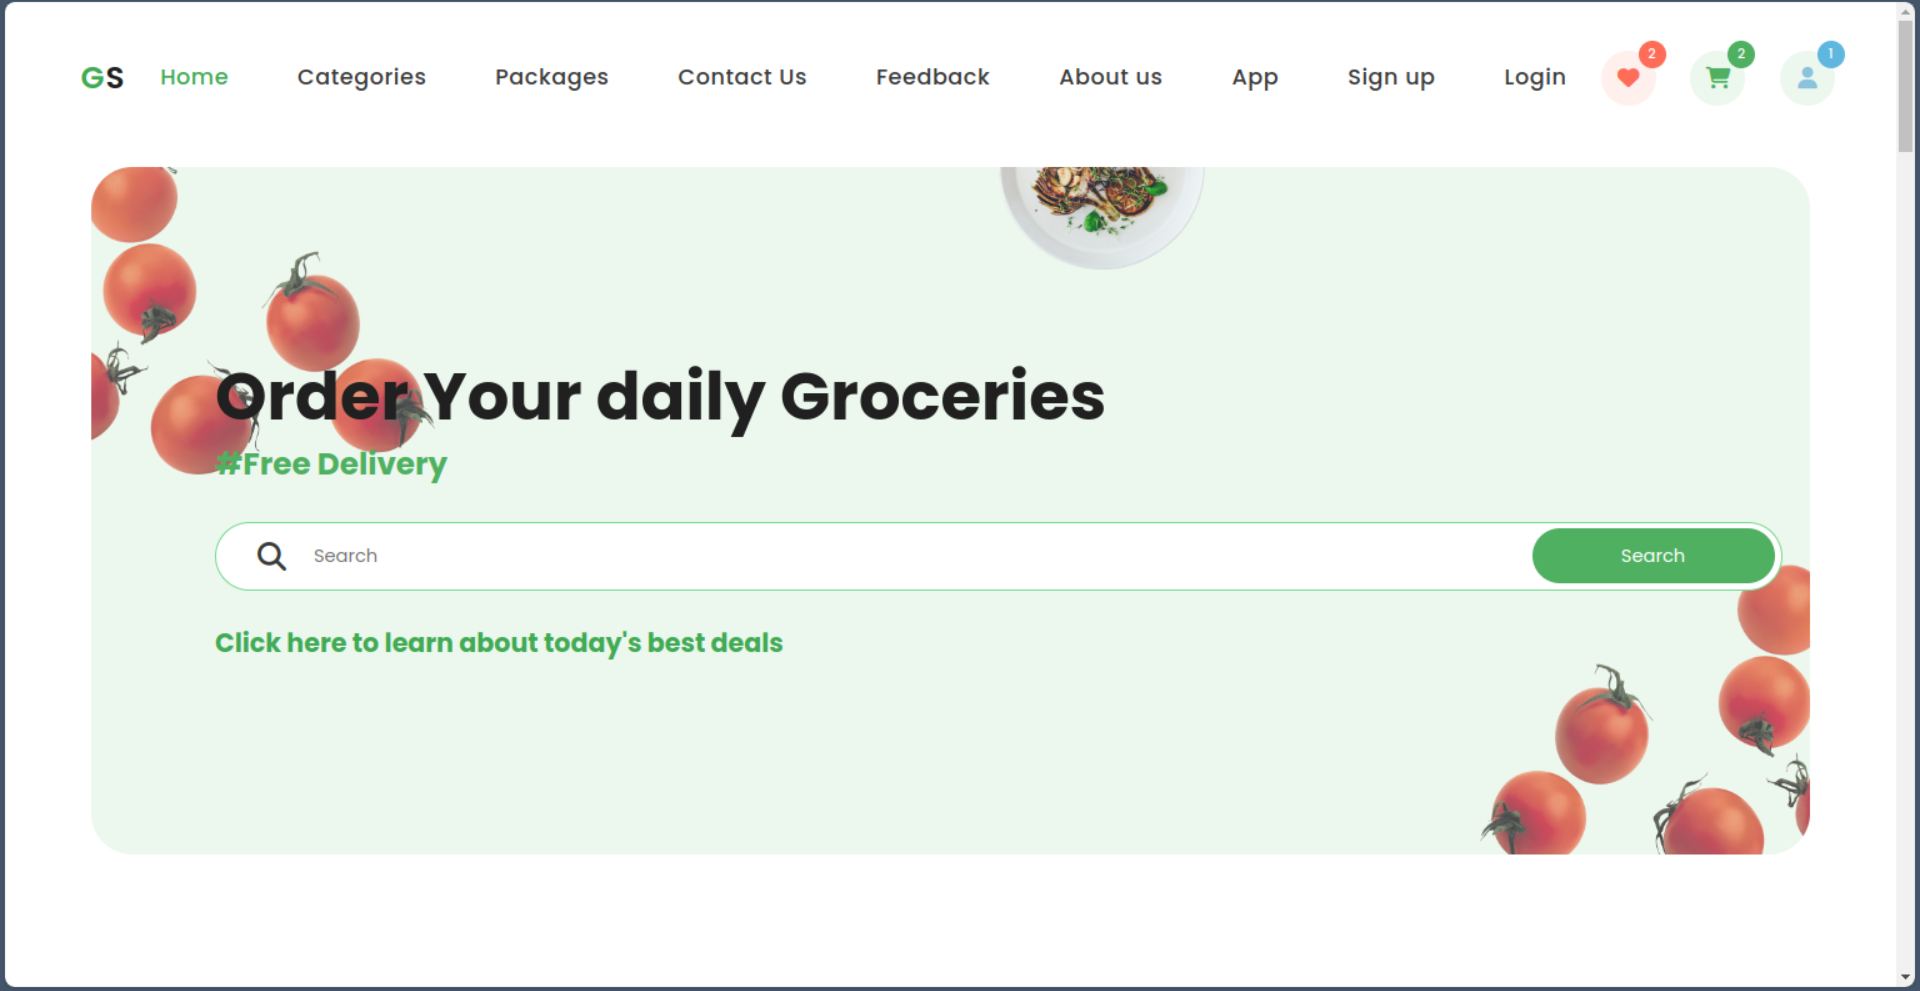 GS Home Categories Packages Contact Us Feedback About us App Sign up Login 2 2 1
Order Your daily Groceries
#Free Delivery
Search Search
Click here to learn about today's best deals